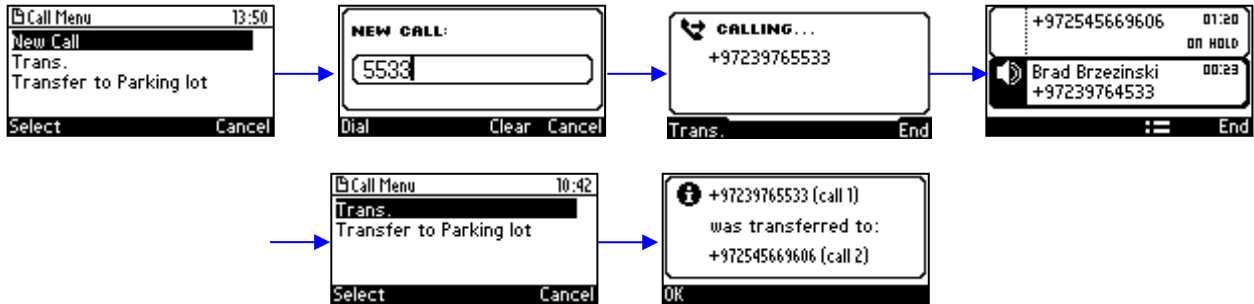 Call Menu 13:50
New Call
Trans.
Transfer to Parking lot
Select Cancel
NEW CALL:
5533
Dial Clear Cancel
CALLING...
+97239765533
Trans. End
+972545669606 01:20
ON HOLD
Brad Brzezinski 00:23
+97239764533
End
Call Menu 10:42
Trans.
Transfer to Parking lot
Select Cancel
+97239765533 (call 1)
was transferred to:
+972545669606 (call 2)
OK